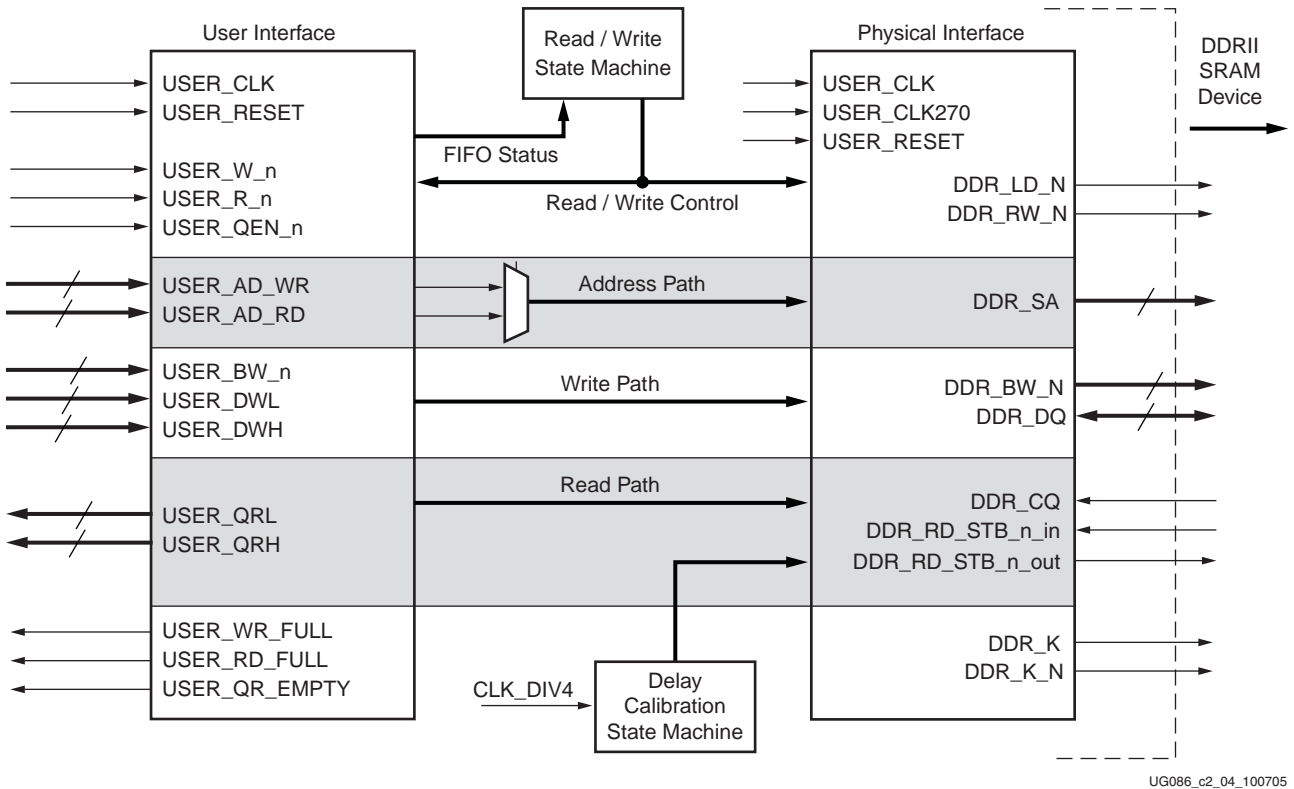 User Interface
Read / Write
State Machine
Physical Interface
DDRII
SRAM
Device
USER_CLK
USER_RESET
USER_W_n
USER_R_n
USER_QEN_n
FIFO Status
Read / Write Control
USER_CLK
USER_CLK270
USER_RESET
DDR_LD_N
DDR_RW_N
USER_AD_WR
USER_AD_RD
Address Path
DDR_SA
USER_BW_n
USER_DWL
USER_DWH
Write Path
DDR_BW_N
DDR_DQ
USER_QRL
USER_QRH
Read Path
DDR_CQ
DDR_RD_STB_n_in
DDR_RD_STB_n_out
USER_WR_FULL
USER_RD_FULL
USER_QR_EMPTY
CLK_DIV4
Delay
Calibration
State Machine
DDR_K
DDR_K_N
UG086_c2_04_100705